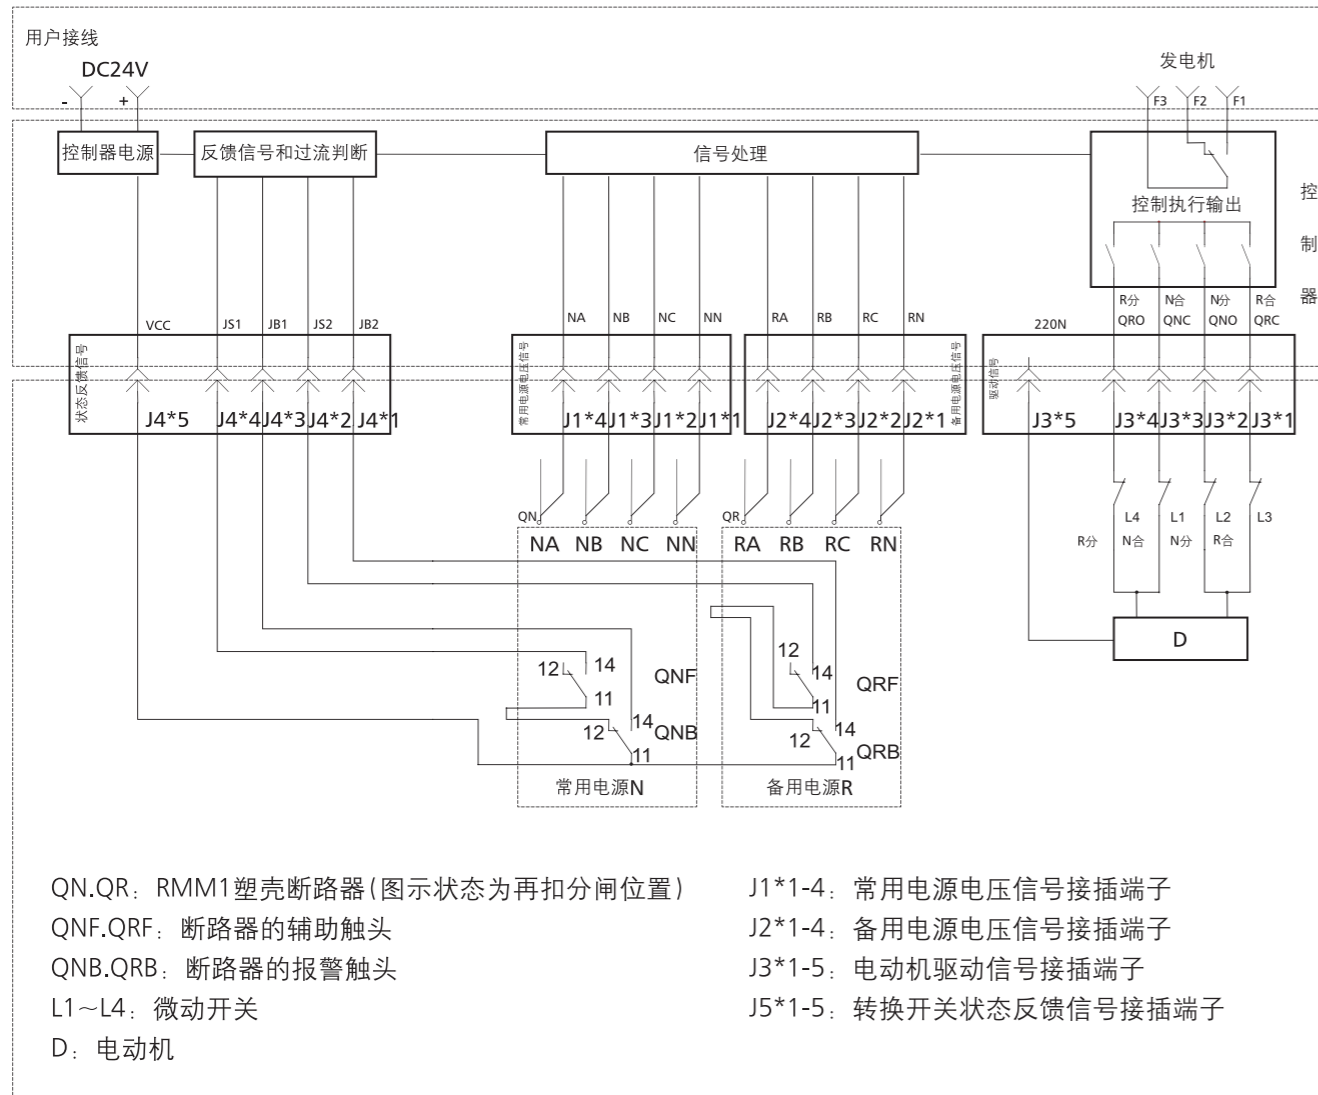 用户接线
DC24V
发电机
- +
F3 F2 F1
控制器电源 反馈信号和过流判断 信号处理
控制执行输出
控制器
R分 N合 N分 R合
VCC JS1 JB1 JS2 JB2 NA NB NC NN RA RB RC RN 220N QRO QNC QNO QRC
状态反馈信号
常用电源电压信号
备用电源电压信号
驱动信号
J4*5 J4*4 J4*3 J4*2 J4*1 J1*4 J1*3 J1*2 J1*1 J2*4 J2*3 J2*2 J2*1 J3*5 J3*4 J3*3 J3*2 J3*1
QN QR L4 L1 L2 L3
NA NB NC NN RA RB RC RN R分 N合 N分 R合
D
12 14 QNF 12 14 QRF
11 11
12 14 QNB 12 14 QRB
11 11
常用电源N 备用电源R
QN.QR：RMM1塑壳断路器(图示状态为再扣分闸位置)
QNF.QRF：断路器的辅助触头
QNB.QRB：断路器的报警触头
L1～L4：微动开关
D：电动机
J1*1-4：常用电源电压信号接插端子
J2*1-4：备用电源电压信号接插端子
J3*1-5：电动机驱动信号接插端子
J5*1-5：转换开关状态反馈信号接插端子